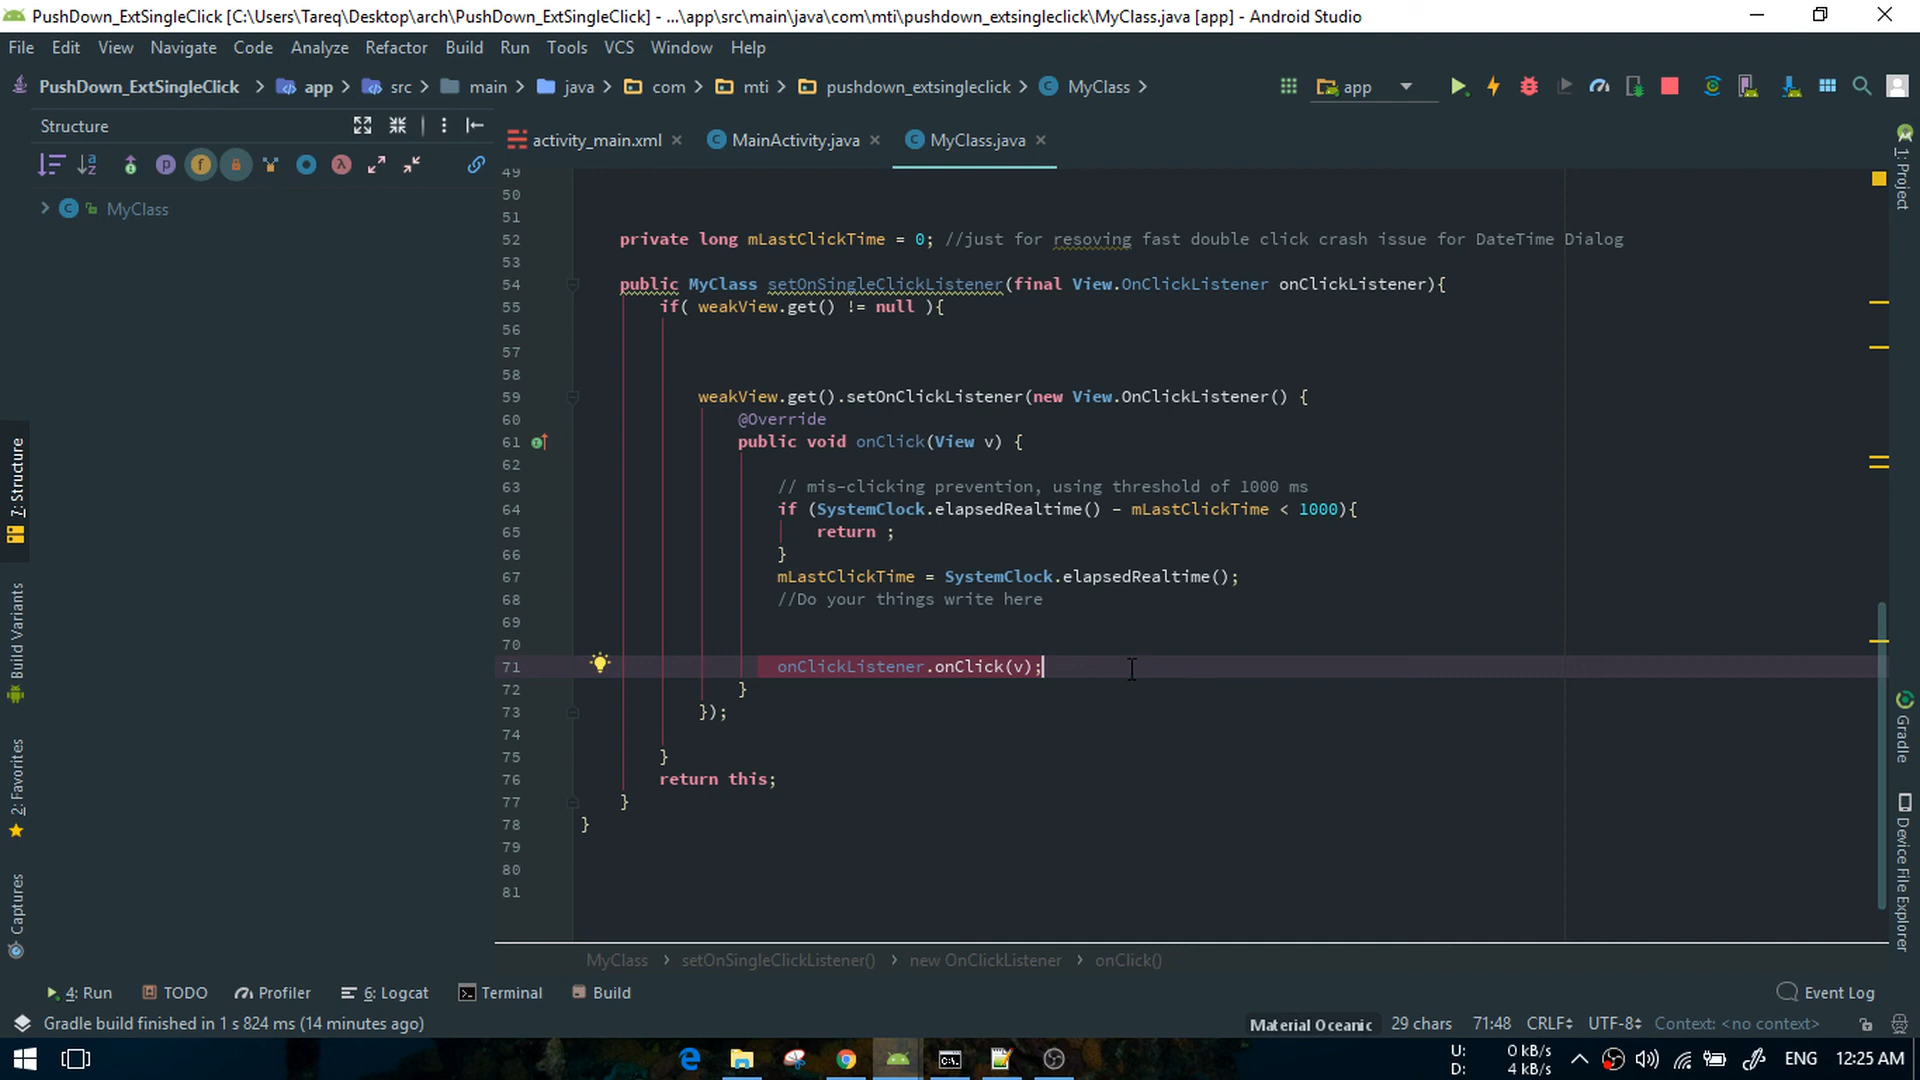 PushDown_ExtSingleClick [C:\Users\Tareq\Desktop\arch\PushDown_ExtSingleClick] - ...\app\src\main\java\com\mti\pushdown_extsingleclick\MyClass.java [app] - Android Studio
File Edit View Navigate Code Analyze Refactor Build Run Tools VCS Window Help
PushDown_ExtSingleClick app src main java com mti pushdown_extsingleclick MyClass app
Structure
activity_main.xml MainActivity.java MyClass.java
MyClass
49
50
51
52 private long mLastClickTime = 0; //just for resoving fast double click crash issue for DateTime Dialog
53
54 public MyClass setOnSingleClickListener(final View.OnClickListener onClickListener){
55 if( weakView.get() != null ){
56
57
58
59 weakView.get().setOnClickListener(new View.OnClickListener() {
60 @Override
61 public void onClick(View v) {
62
63 // mis-clicking prevention, using threshold of 1000 ms
64 if (SystemClock.elapsedRealtime() - mLastClickTime < 1000){
65 return ;
66 }
67 mLastClickTime = SystemClock.elapsedRealtime();
68 //Do your things write here
69
70
71 onClickListener.onClick(v);
72 }
73 });
74
75 }
76 return this;
77 }
78 }
79
80
81
7: Structure
Build Variants
2: Favorites
Captures
1: Project
Gradle
Device File Explorer
MyClass setOnSingleClickListener() new OnClickListener onClick()
4: Run TODO Profiler 6: Logcat Terminal Build Event Log
Gradle build finished in 1 s 824 ms (14 minutes ago) Material Oceanic 29 chars 71:48 CRLF UTF-8 Context: <no context>
U: 0 kB/s
D: 4 kB/s
ENG 12:25 AM